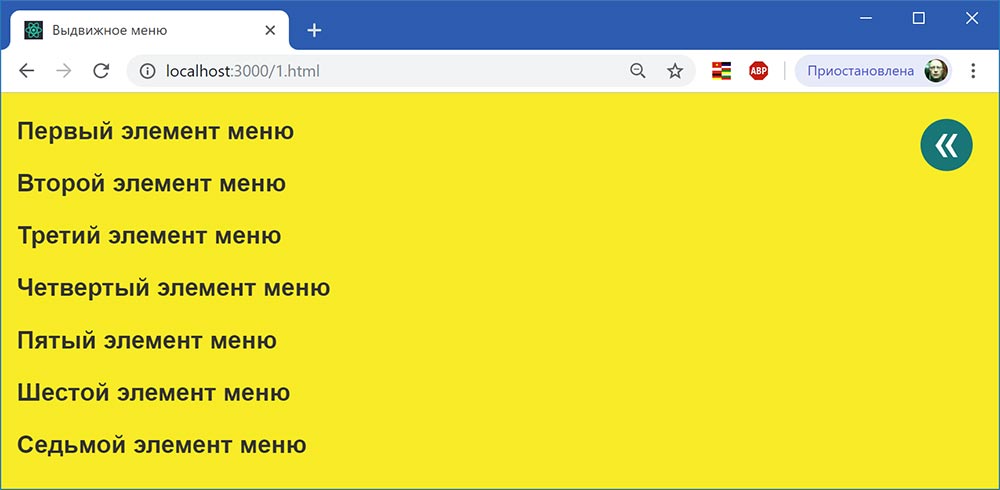 Выдвижное меню
localhost:3000/1.html
ABP
Приостановлена
Первый элемент меню
Второй элемент меню
Третий элемент меню
Четвертый элемент меню
Пятый элемент меню
Шестой элемент меню
Седьмой элемент меню